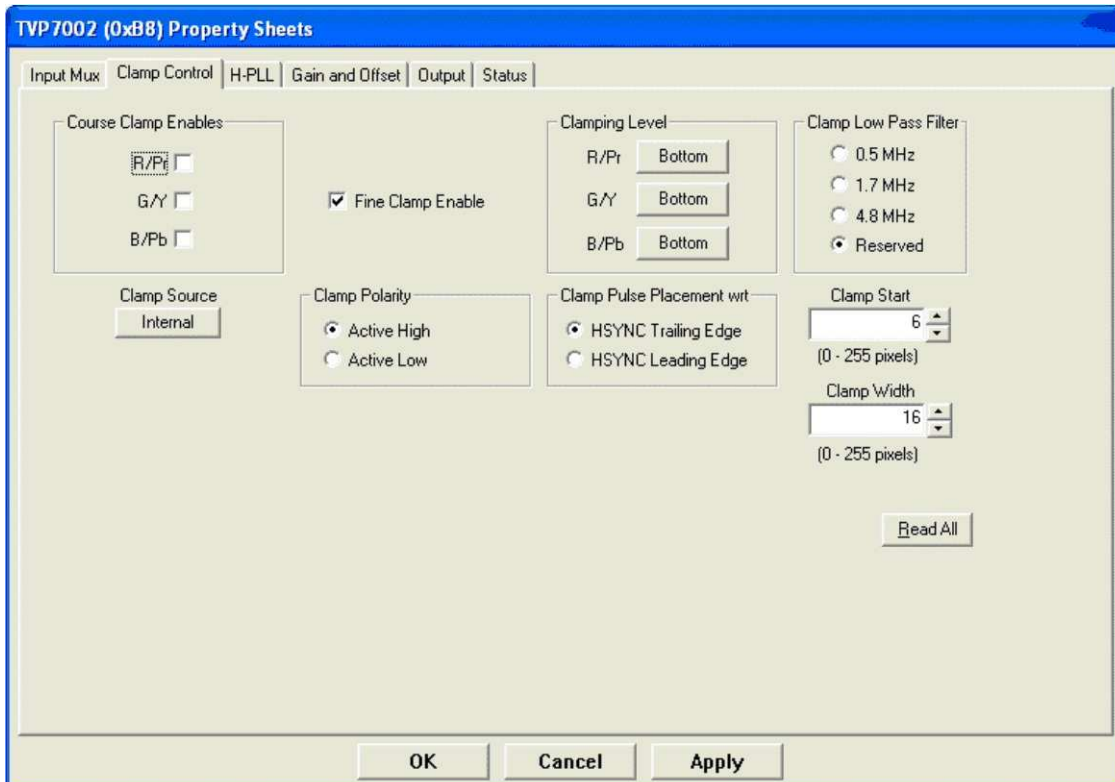 TVP7002 (0xB8) Property Sheets
Input Mux
Clamp Control
H-PLL
Gain and Offset
Output
Status
Course Clamp Enables
R/Pr
G/Y
B/Pb
Fine Clamp Enable
Clamping Level
R/Pr Bottom
G/Y Bottom
B/Pb Bottom
Clamp Low Pass Filter
0.5 MHz
1.7 MHz
4.8 MHz
Reserved
Clamp Source
Internal
Clamp Polarity
Active High
Active Low
Clamp Pulse Placement wrt
HSYNC Trailing Edge
HSYNC Leading Edge
Clamp Start
6
(0 - 255 pixels)
Clamp Width
16
(0 - 255 pixels)
Read All
OK
Cancel
Apply